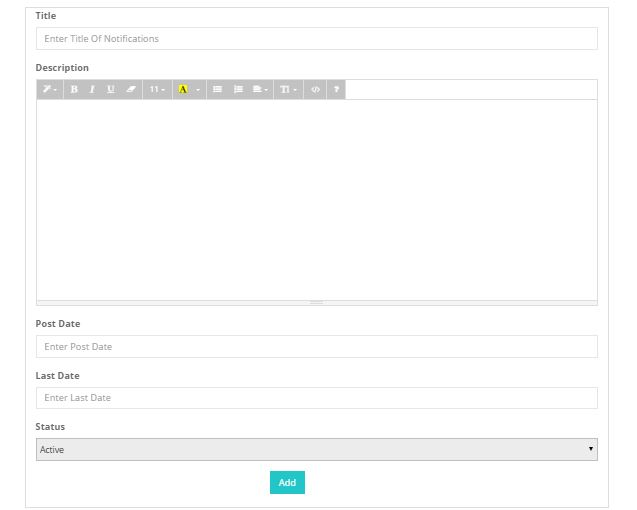 Title
Enter Title Of Notifications
Description
B I U 11 A TI </> ?
Post Date
Enter Post Date
Last Date
Enter Last Date
Status
Active
Add